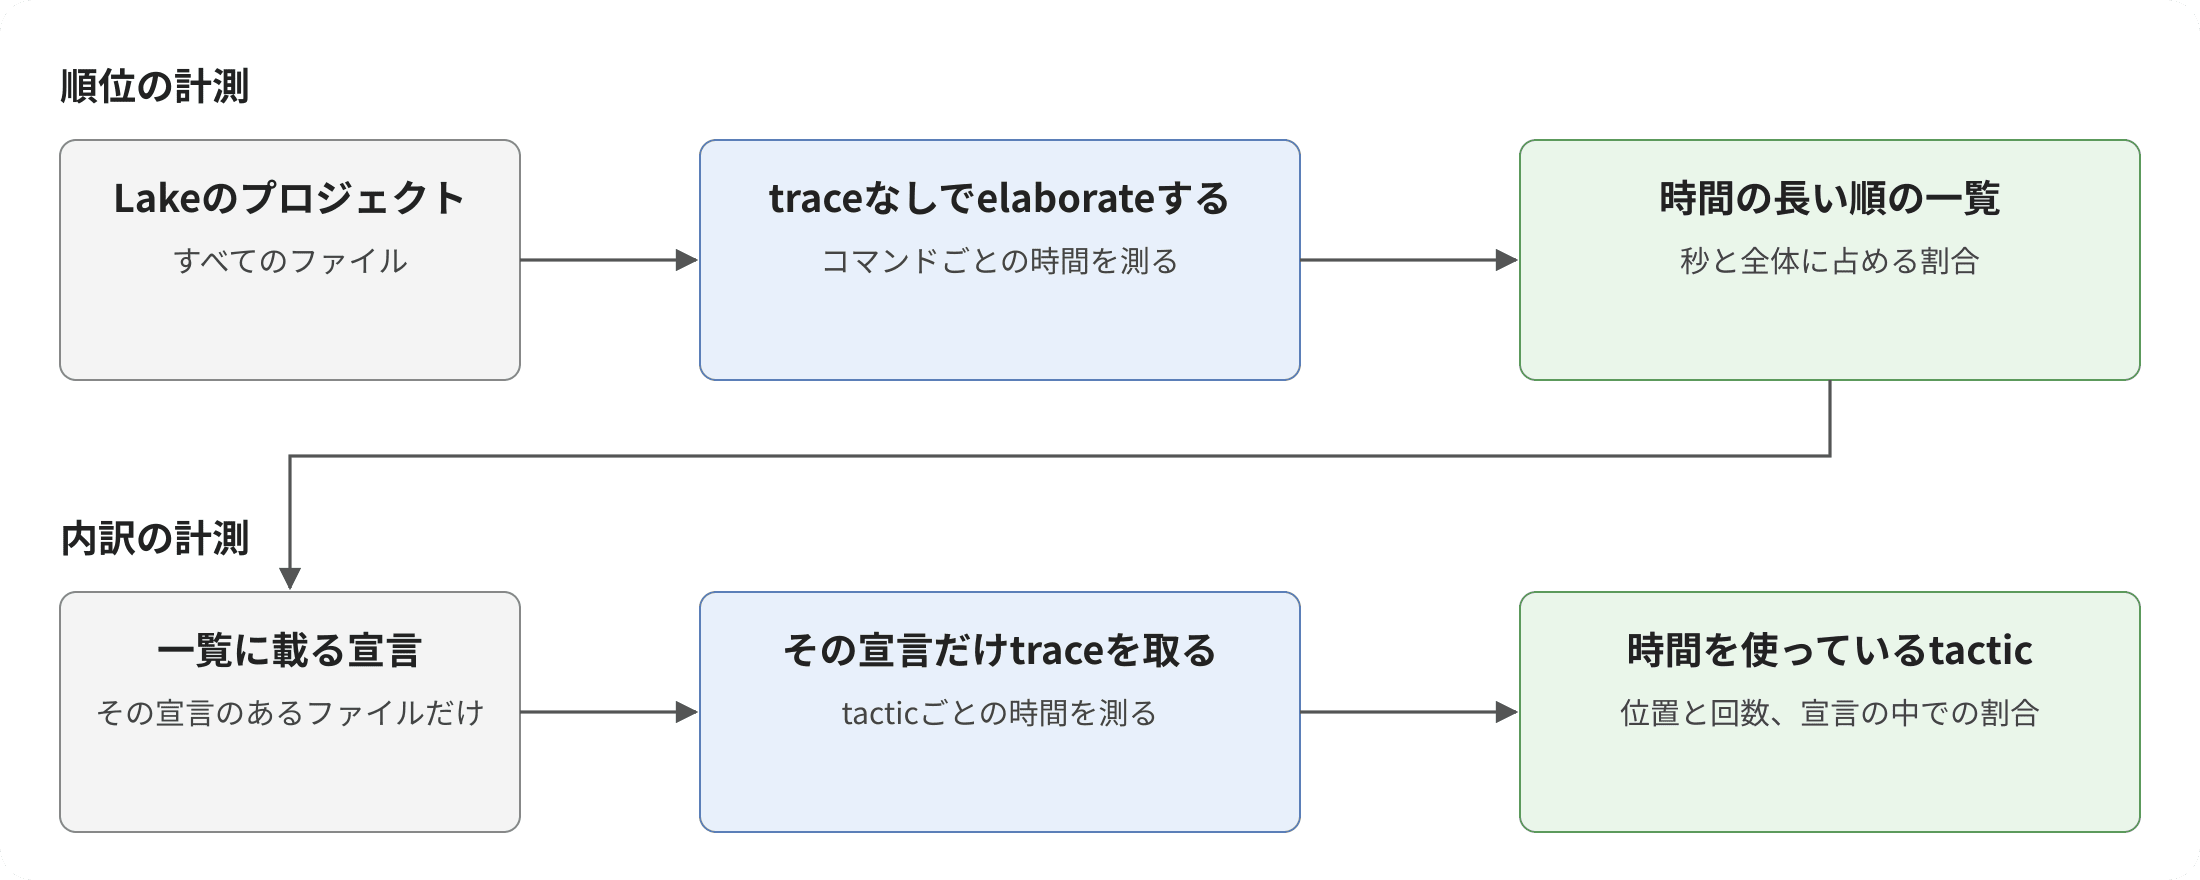 順位の計測
Lakeのプロジェクト
すべてのファイル
traceなしでelaborateする
コマンドごとの時間を測る
時間の長い順の一覧
秒と全体に占める割合
内訳の計測
一覧に載る宣言
その宣言のあるファイルだけ
その宣言だけtraceを取る
tacticごとの時間を測る
時間を使っているtactic
位置と回数、宣言の中での割合